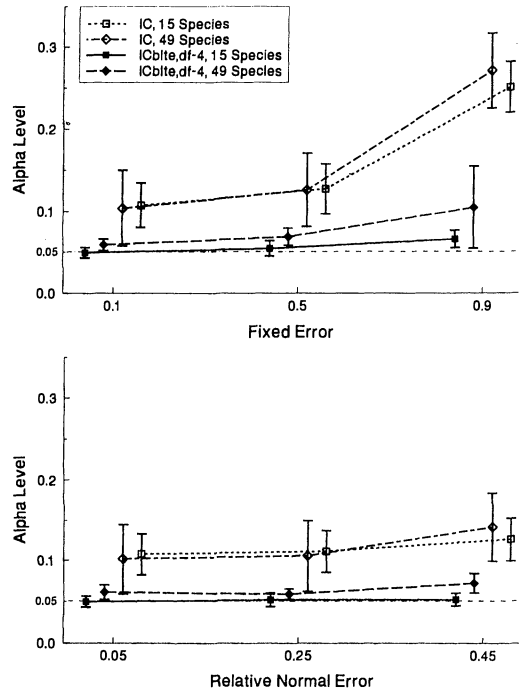 IC, 15 Species
IC, 49 Species
ICblte,df-4, 15 Species
ICblte,df-4, 49 Species
Alpha Level
0.3
0.2
0.1
0.05
0.0
0.1 0.5 0.9
Fixed Error
Alpha Level
0.3
0.2
0.1
0.05
0.0
0.05 0.25 0.45
Relative Normal Error